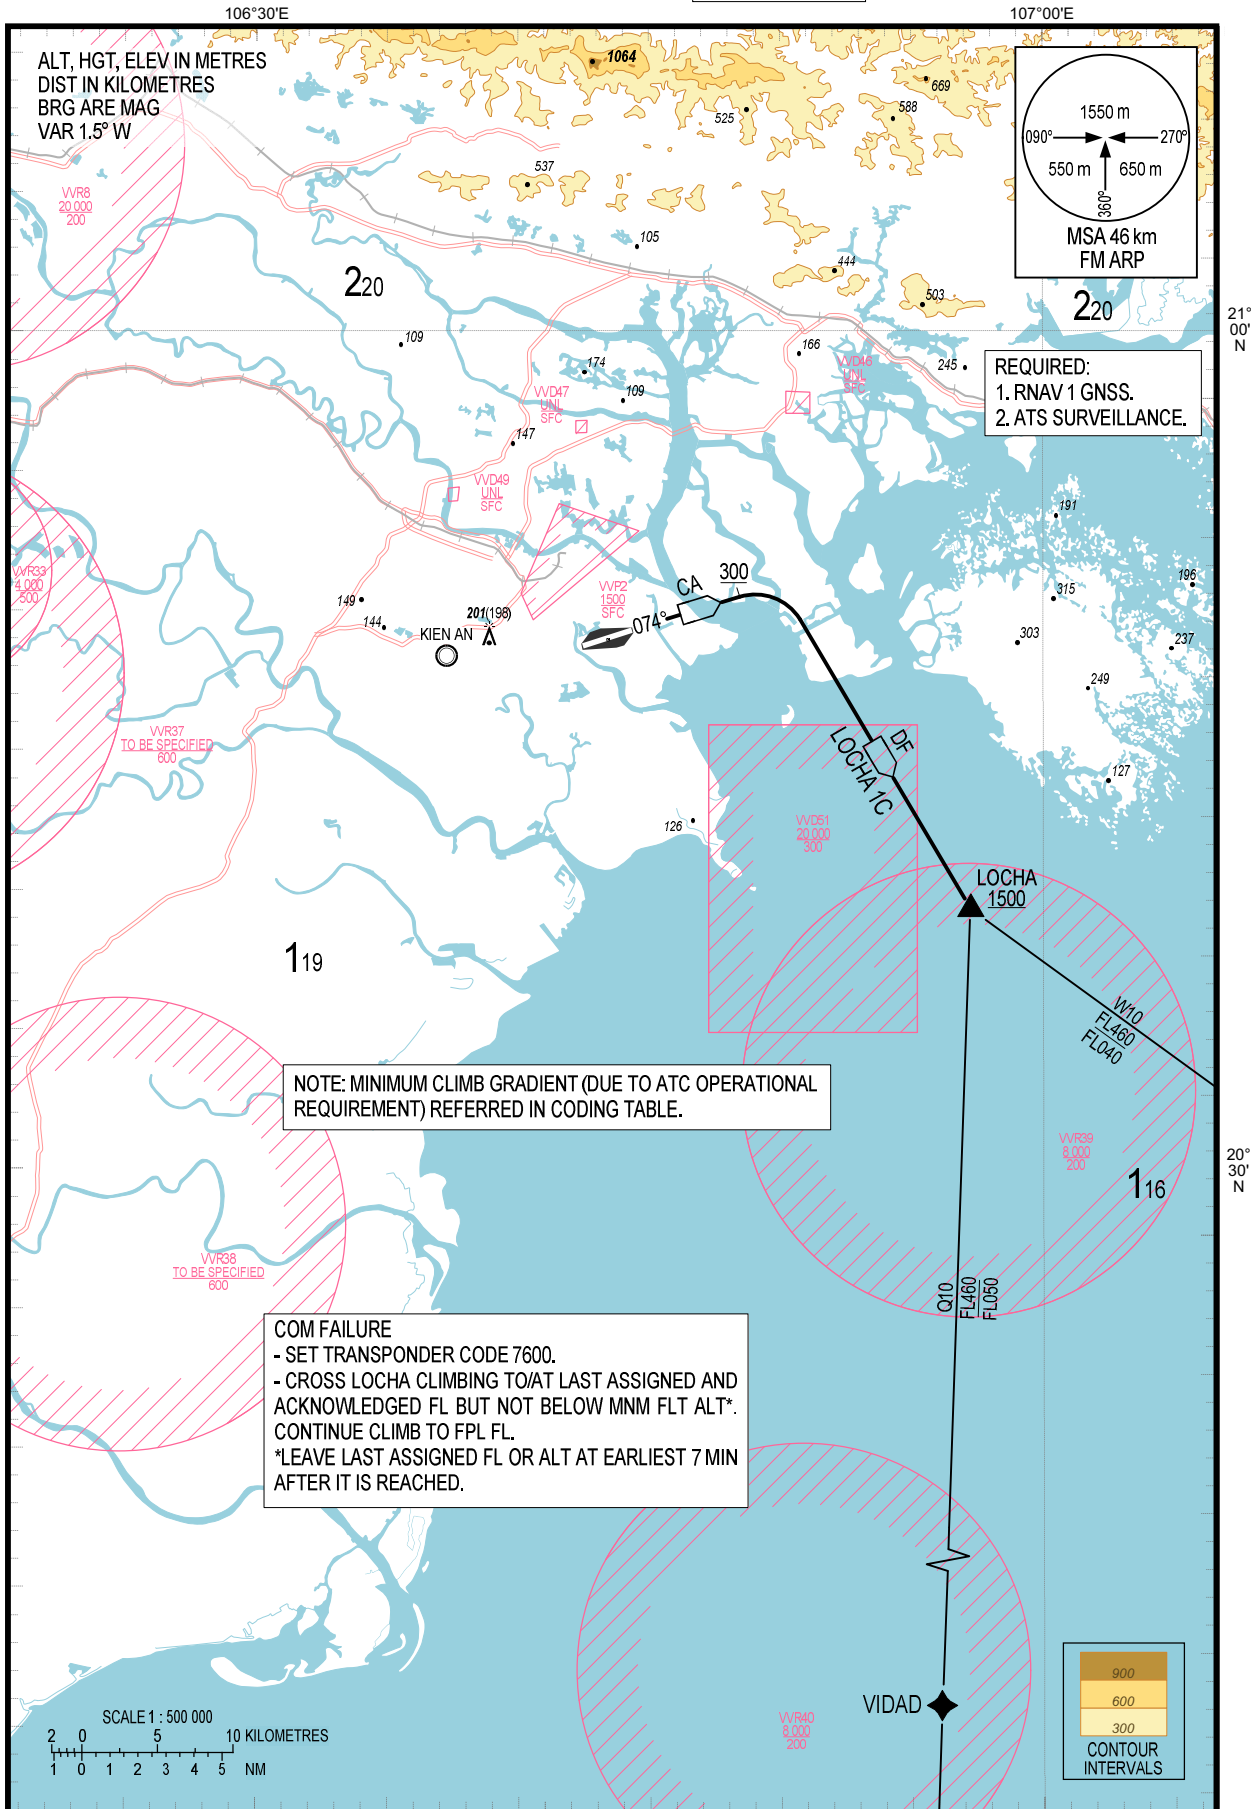 106°30'E
107°00'E
ALT, HGT, ELEV IN METRES
DIST IN KILOMETRES
BRG ARE MAG
VAR 1.5° W
1064
669
588
525
537
1550 m
090°
270°
550 m
650 m
360°
MSA 46 km
FM ARP
VVR8
20 000
200
105
444
220
503
220
21°
00'
N
109
166
174
245
VVD46
UNL
SFC
REQUIRED:
1. RNAV 1 GNSS.
2. ATS SURVEILLANCE.
VVD47
UNL
SFC
109
147
VVD49
UNL
SFC
191
VVR33
4 000
500
VVP2
1500
SFC
CA
300
196
315
149
201(198)
144
KIEN AN
074°
303
237
249
VVR37
TO BE SPECIFIED
600
DF
LOCHA 1C
127
126
VVD51
20 000
300
LOCHA
1500
119
W10
FL460
FL040
NOTE: MINIMUM CLIMB GRADIENT (DUE TO ATC OPERATIONAL
REQUIREMENT) REFERRED IN CODING TABLE.
VVR39
8 000
200
20°
30'
N
116
VVR38
TO BE SPECIFIED
600
Q10
FL460
FL050
COM FAILURE
- SET TRANSPONDER CODE 7600.
- CROSS LOCHA CLIMBING TO/AT LAST ASSIGNED AND
ACKNOWLEDGED FL BUT NOT BELOW MNM FLT ALT*.
CONTINUE CLIMB TO FPL FL.
*LEAVE LAST ASSIGNED FL OR ALT AT EARLIEST 7 MIN
AFTER IT IS REACHED.
VIDAD
VVR40
8 000
200
900
600
300
CONTOUR
INTERVALS
SCALE 1 : 500 000
2 0 5 10 KILOMETRES
1 0 1 2 3 4 5 NM